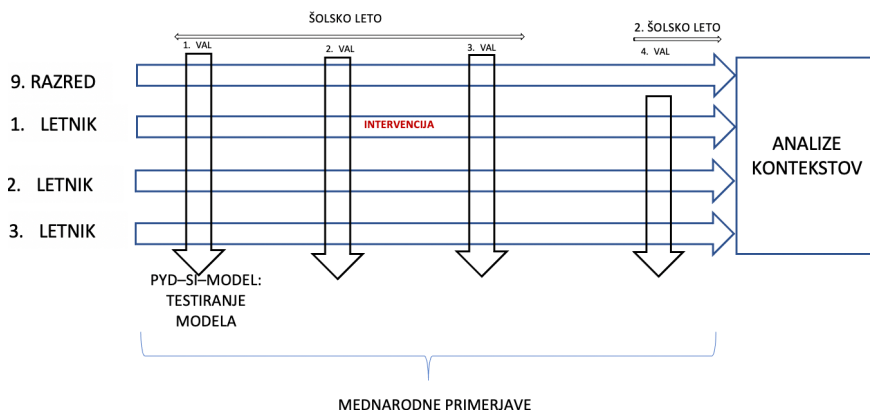 ŠOLSKO LETO
2. ŠOLSKO LETO
1. VAL
2. VAL
3. VAL
4. VAL
9. RAZRED
1. LETNIK
INTERVENCIJA
2. LETNIK
3. LETNIK
ANALIZE
KONTEKSTOV
PYD–SI–MODEL:
TESTIRANJE
MODELA
MEDNARODNE PRIMERJAVE